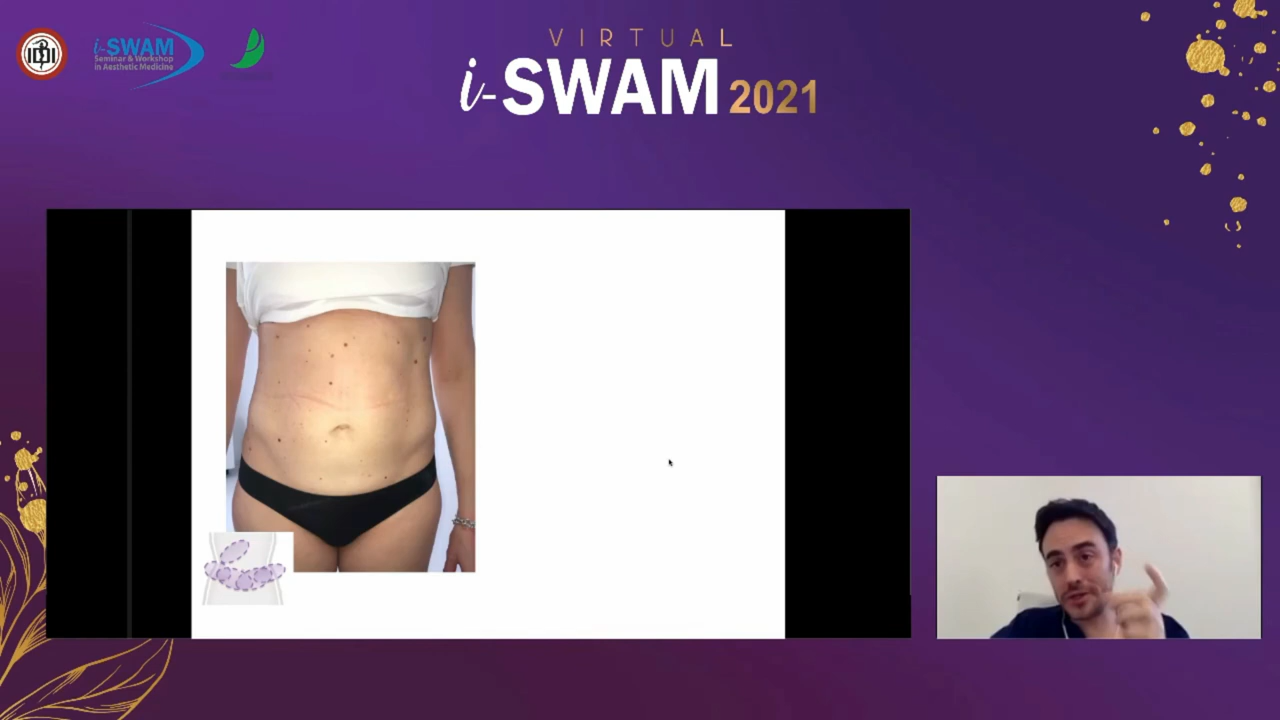 i-SWAM
Seminar & Workshop
in Aesthetic Medicine
VIRTUAL
i-SWAM 2021